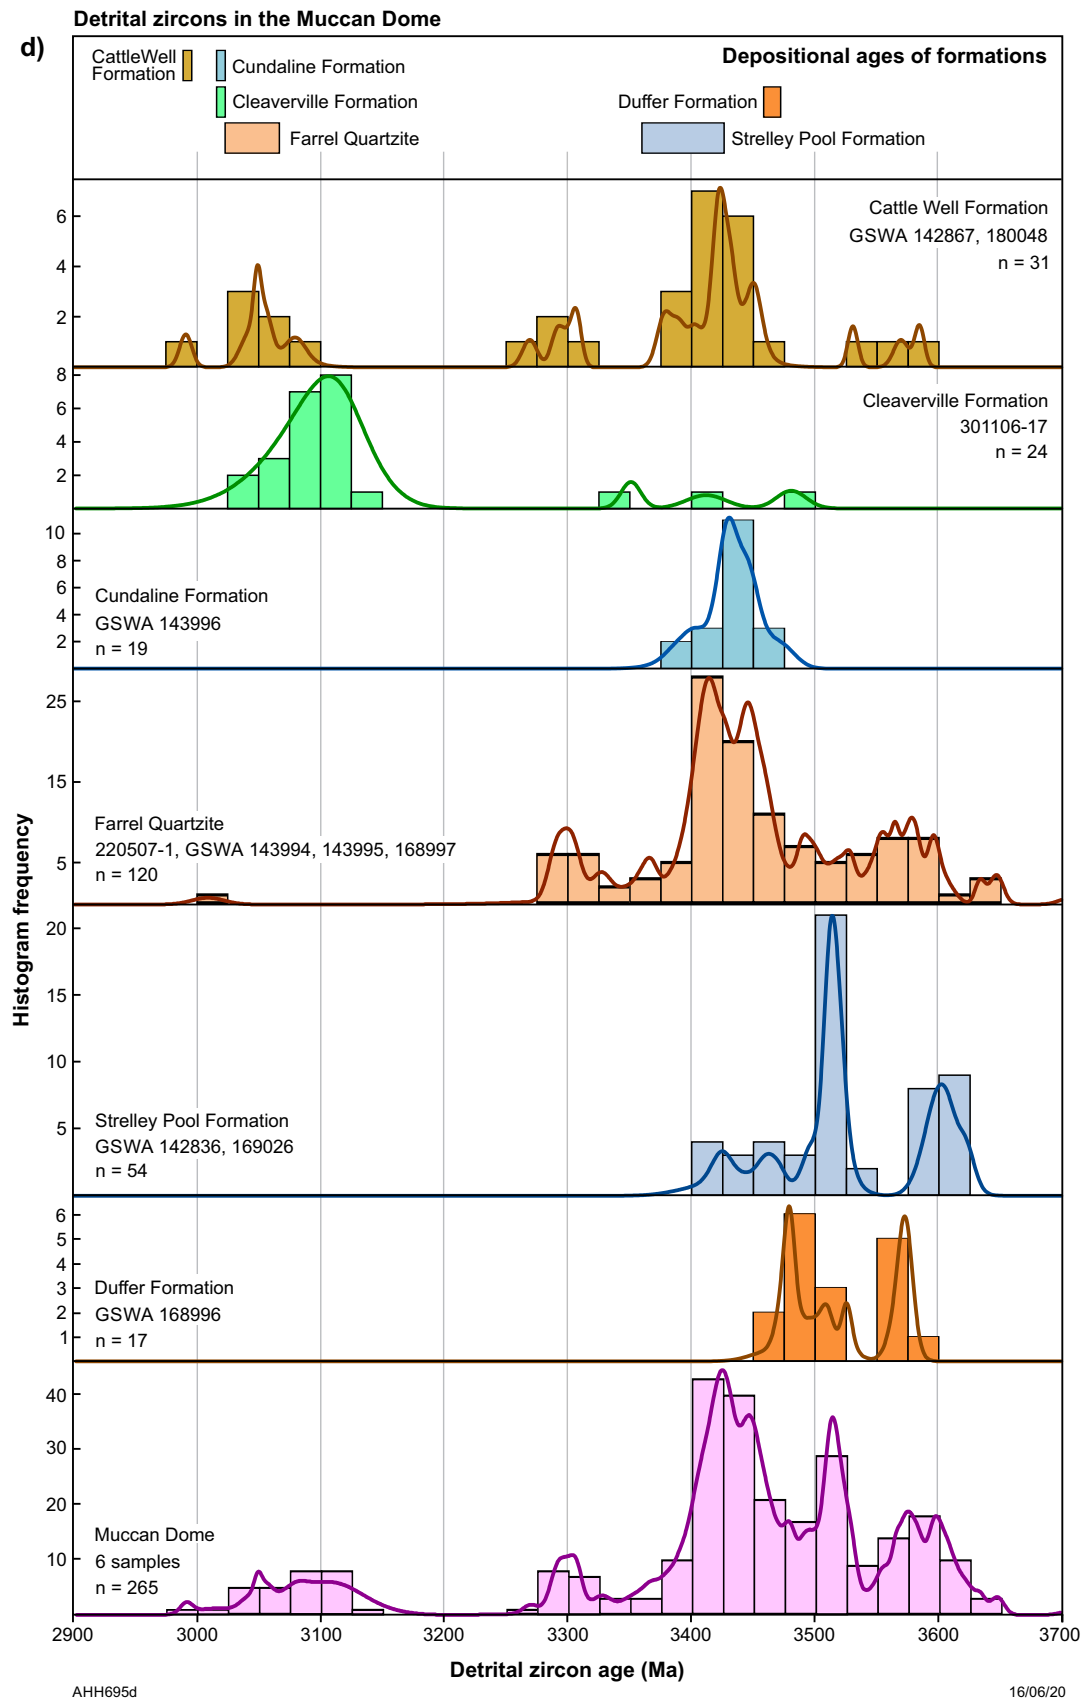 Detrital zircons in the Muccan Dome
d)
CattleWell
Formation
Cundaline Formation
Depositional ages of formations
Cleaverville Formation
Duffer Formation
Farrel Quartzite
Strelley Pool Formation
Cattle Well Formation
GSWA 142867, 180048
n = 31
6
4
2
Cleaverville Formation
301106-17
n = 24
8
6
4
2
10
8
6
4
2
Cundaline Formation
GSWA 143996
n = 19
25
15
5
Farrel Quartzite
220507-1, GSWA 143994, 143995, 168997
n = 120
Histogram frequency
20
15
10
5
Strelley Pool Formation
GSWA 142836, 169026
n = 54
6
5
4
3
2
1
Duffer Formation
GSWA 168996
n = 17
40
30
20
10
Muccan Dome
6 samples
n = 265
2900 3000 3100 3200 3300 3400 3500 3600 3700
Detrital zircon age (Ma)
AHH695d
16/06/20